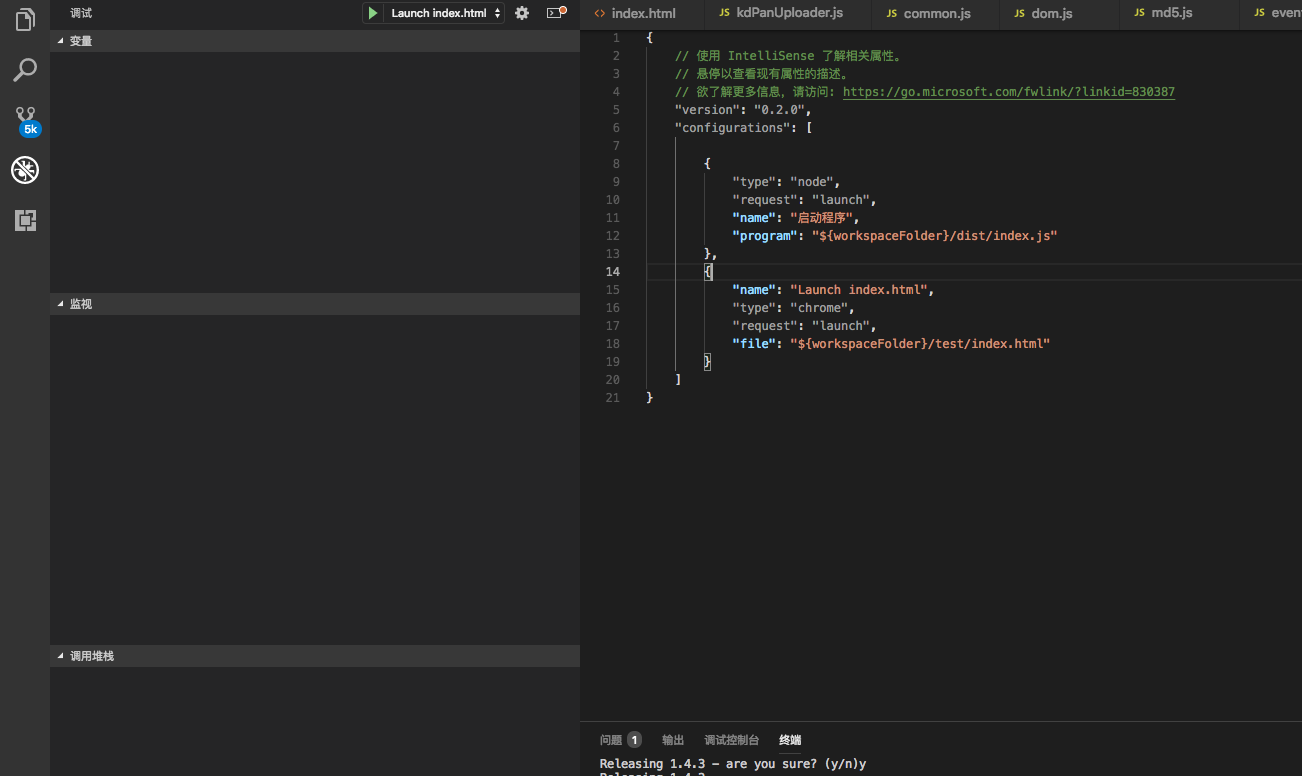 调试
Launch index.html
变量
5k
监视
调用堆栈
<> index.html
JS kdPanUploader.js
JS common.js
JS dom.js
JS md5.js
JS even
1 {
2 // 使用 IntelliSense 了解相关属性。
3 // 悬停以查看现有属性的描述。
4 // 欲了解更多信息，请访问: https://go.microsoft.com/fwlink/?linkid=830387
5 "version": "0.2.0",
6 "configurations": [
7
8 {
9 "type": "node",
10 "request": "launch",
11 "name": "启动程序",
12 "program": "${workspaceFolder}/dist/index.js"
13 },
14 {
15 "name": "Launch index.html",
16 "type": "chrome",
17 "request": "launch",
18 "file": "${workspaceFolder}/test/index.html"
19 }
20 ]
21 }
问题 1 输出 调试控制台 终端
Releasing 1.4.3 - are you sure? (y/n)y
Releasing 1.4.3